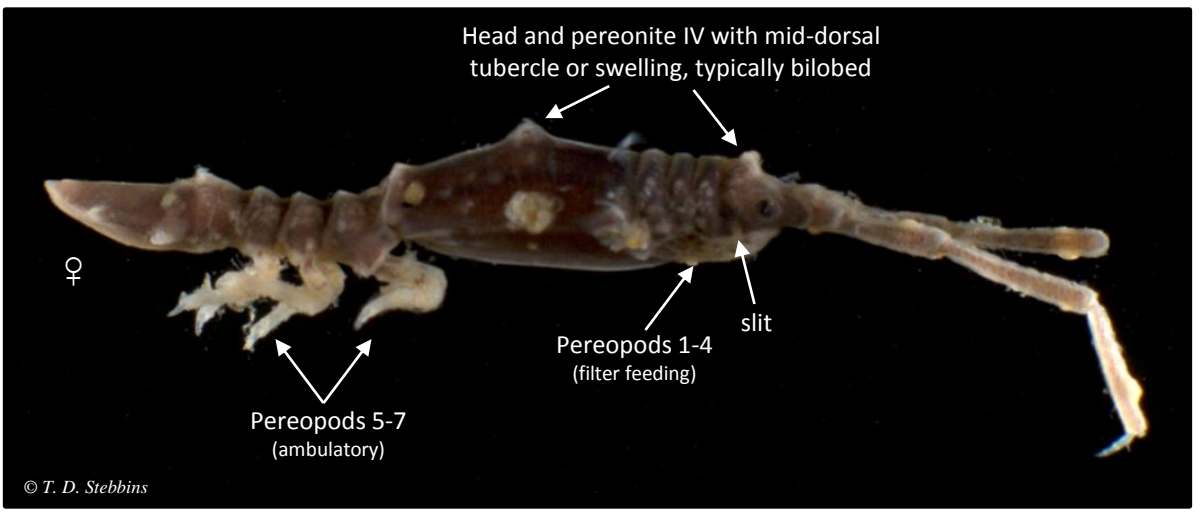 Head and pereonite IV with mid-dorsal
tubercle or swelling, typically bilobed
♀
slit
Pereopods 1-4
(filter feeding)
Pereopods 5-7
(ambulatory)
© T. D. Stebbins